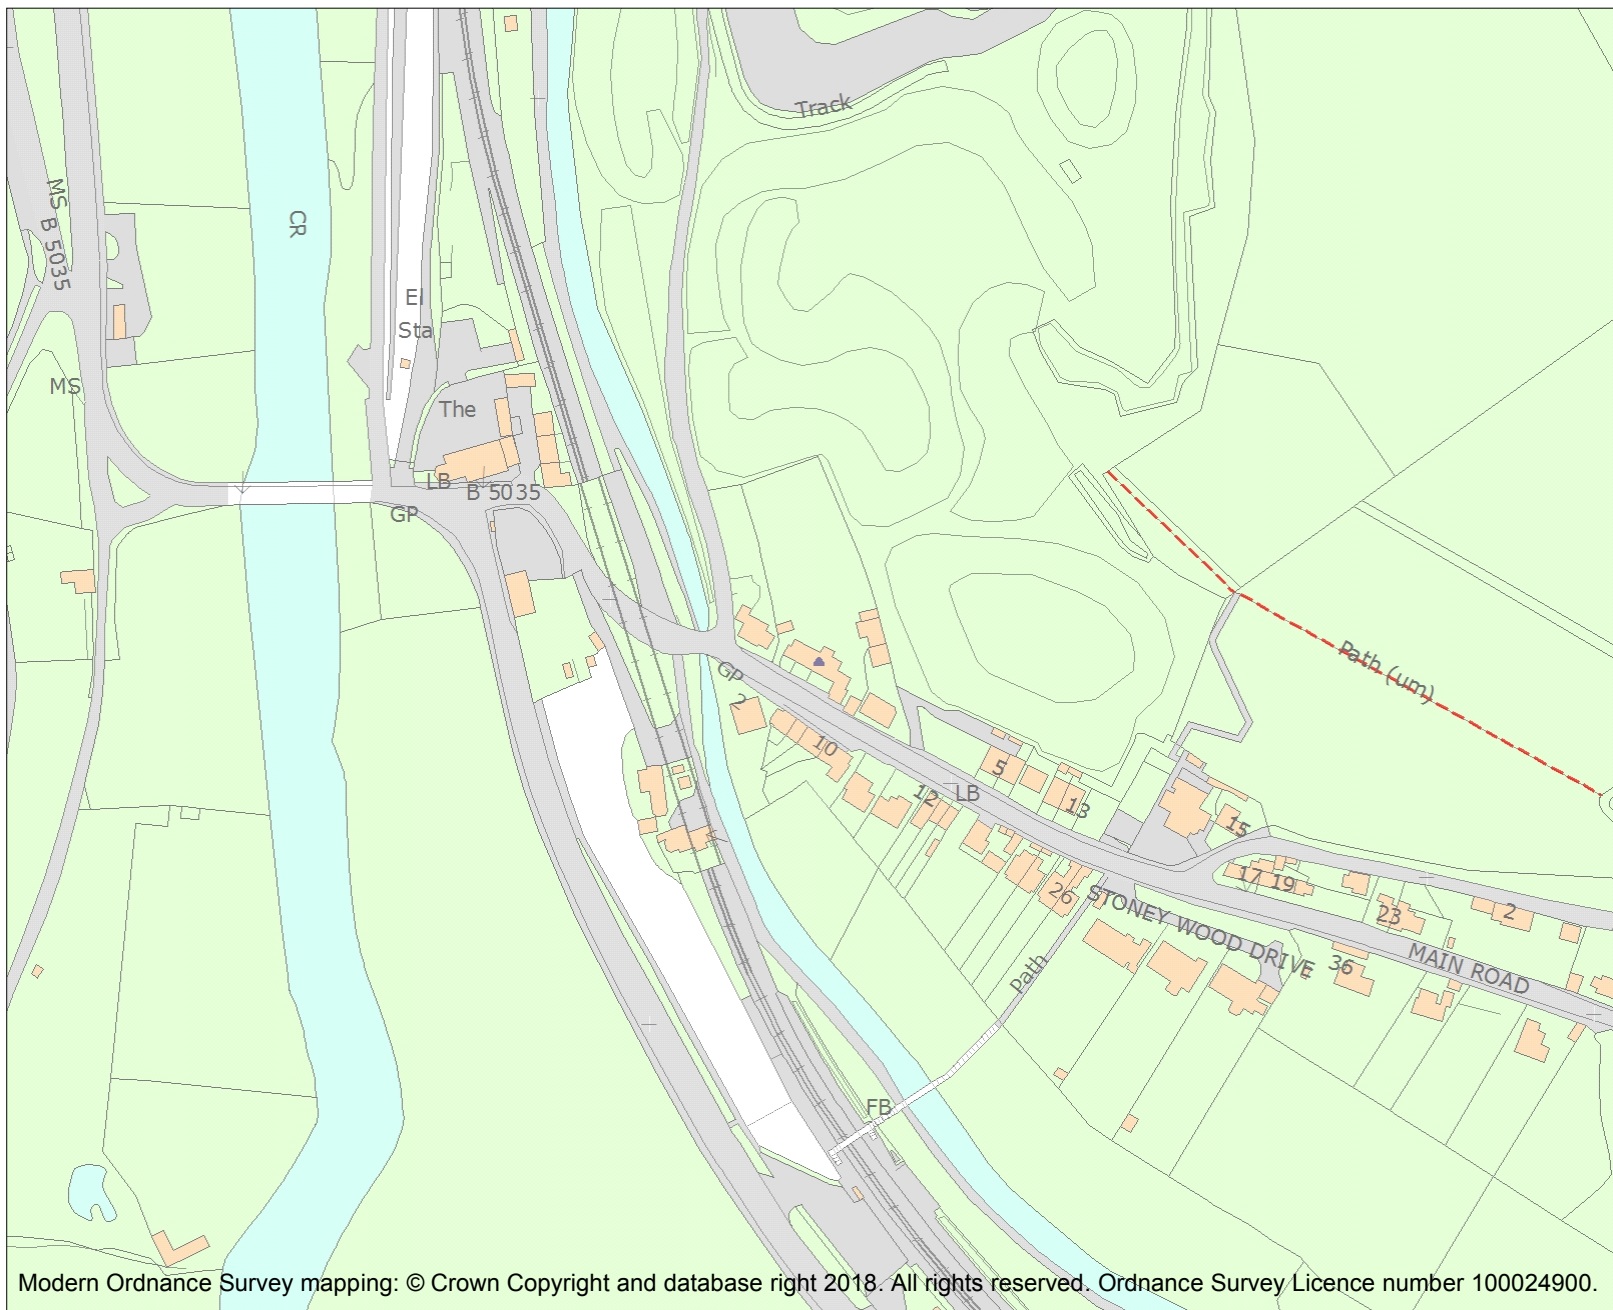 Track
MS B 5035
CR
El
Sta
MS
The
LB
B 5035
GP
Path (um)
GP
2
10
5
12
LB
13
15
17 19
26
STONEY WOOD DRIVE
23
2
36
MAIN ROAD
Path
FB
Modern Ordnance Survey mapping: © Crown Copyright and database right 2018. All rights reserved. Ordnance Survey Licence number 100024900.